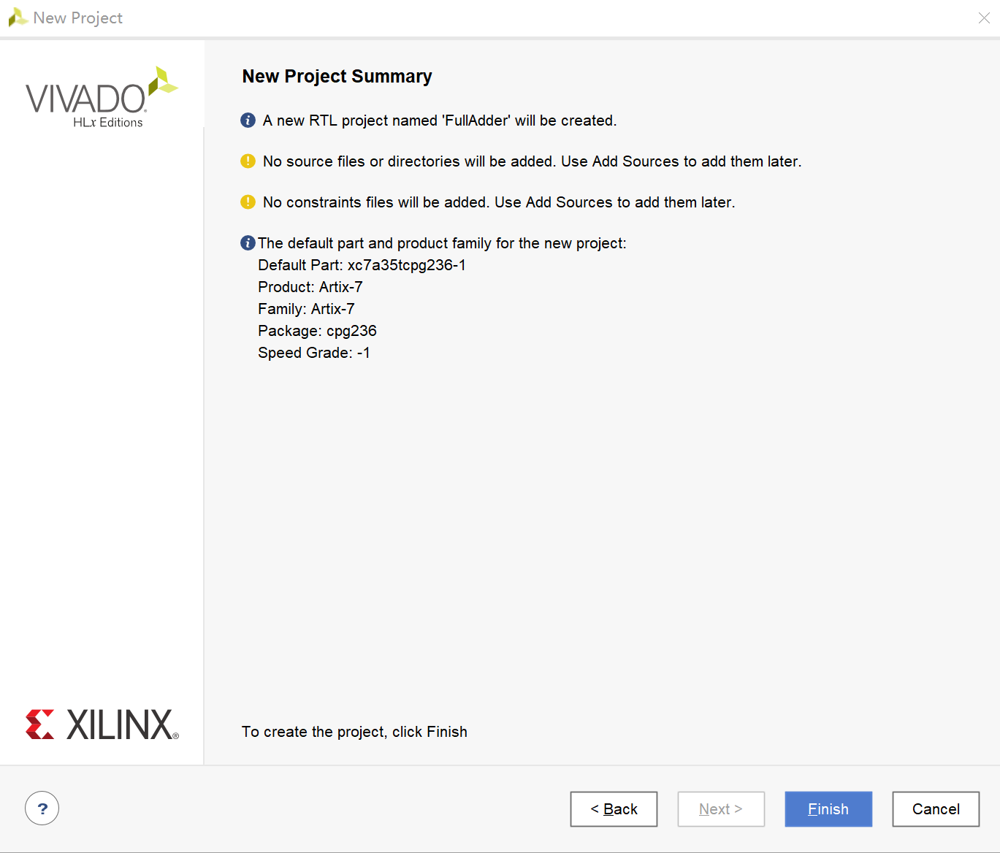 New Project
VIVADO®
HLx Editions
New Project Summary
A new RTL project named 'FullAdder' will be created.
No source files or directories will be added. Use Add Sources to add them later.
No constraints files will be added. Use Add Sources to add them later.
The default part and product family for the new project:
Default Part: xc7a35tcpg236-1
Product: Artix-7
Family: Artix-7
Package: cpg236
Speed Grade: -1
XILINX®
To create the project, click Finish
?
< Back
Next >
Finish
Cancel